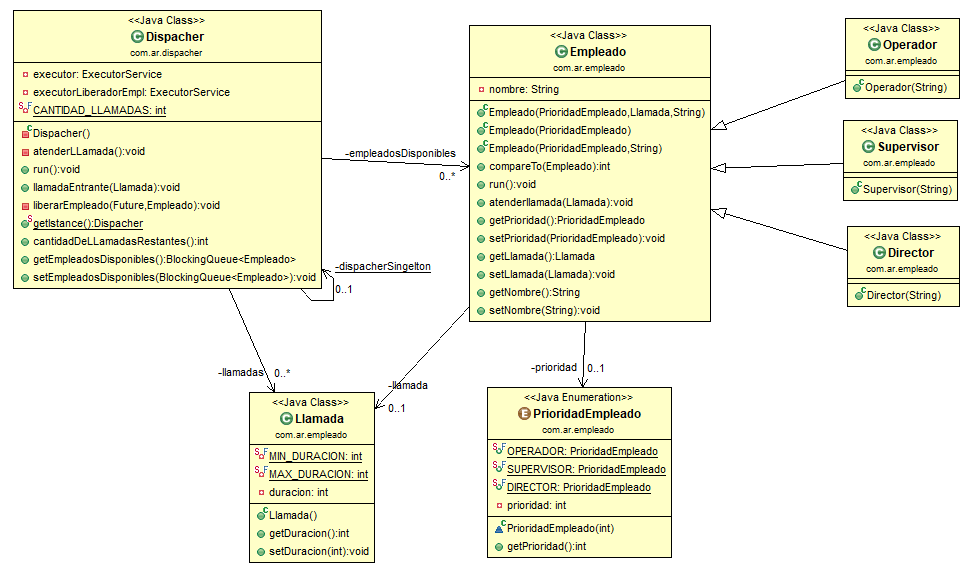 <<Java Class>>
Dispacher
com.ar.dispacher
executor: ExecutorService
executorLiberadorEmpl: ExecutorService
CANTIDAD_LLAMADAS: int
Dispacher()
atenderLLamada():void
run():void
llamadaEntrante(Llamada):void
liberarEmpleado(Future,Empleado):void
getIstance():Dispacher
cantidadDeLLamadasRestantes():int
getEmpleadosDisponibles():BlockingQueue<Empleado>
setEmpleadosDisponibles(BlockingQueue<Empleado>):void
-empleadosDisponibles
0..*
-dispacherSingelton
0..1
<<Java Class>>
Empleado
com.ar.empleado
nombre: String
Empleado(PrioridadEmpleado,Llamada,String)
Empleado(PrioridadEmpleado)
Empleado(PrioridadEmpleado,String)
compareTo(Empleado):int
run():void
atenderllamada(Llamada):void
getPrioridad():PrioridadEmpleado
setPrioridad(PrioridadEmpleado):void
getLlamada():Llamada
setLlamada(Llamada):void
getNombre():String
setNombre(String):void
<<Java Class>>
Operador
com.ar.empleado
Operador(String)
<<Java Class>>
Supervisor
com.ar.empleado
Supervisor(String)
<<Java Class>>
Director
com.ar.empleado
Director(String)
-llamadas
0..*
-llamada
0..1
-prioridad
0..1
<<Java Class>>
Llamada
com.ar.empleado
MIN_DURACION: int
MAX_DURACION: int
duracion: int
Llamada()
getDuracion():int
setDuracion(int):void
<<Java Enumeration>>
PrioridadEmpleado
com.ar.empleado
OPERADOR: PrioridadEmpleado
SUPERVISOR: PrioridadEmpleado
DIRECTOR: PrioridadEmpleado
prioridad: int
PrioridadEmpleado(int)
getPrioridad():int